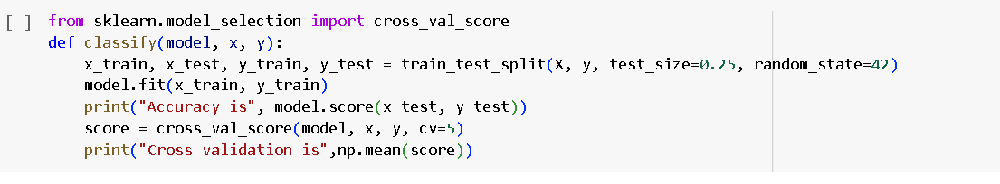 [ ] from sklearn.model_selection import cross_val_score
def classify(model, x, y):
    x_train, x_test, y_train, y_test = train_test_split(X, y, test_size=0.25, random_state=42)
    model.fit(x_train, y_train)
    print("Accuracy is", model.score(x_test, y_test))
    score = cross_val_score(model, x, y, cv=5)
    print("Cross validation is",np.mean(score))